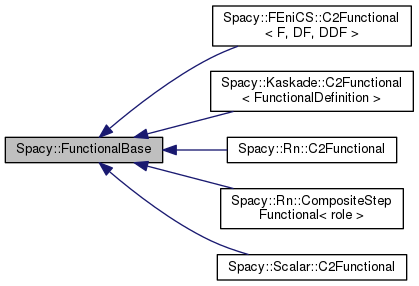 Spacy::FEniCS::C2Functional
< F, DF, DDF >
Spacy::Kaskade::C2Functional
< FunctionalDefinition >
Spacy::FunctionalBase
Spacy::Rn::C2Functional
Spacy::Rn::CompositeStep
Functional< role >
Spacy::Scalar::C2Functional